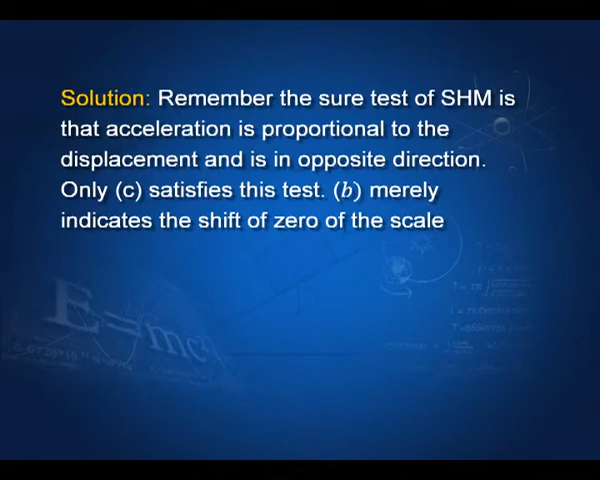 Solution: Remember the sure test of SHM is
that acceleration is proportional to the
displacement and is in opposite direction.
Only (c) satisfies this test. (b) merely
indicates the shift of zero of the scale
E=mc²